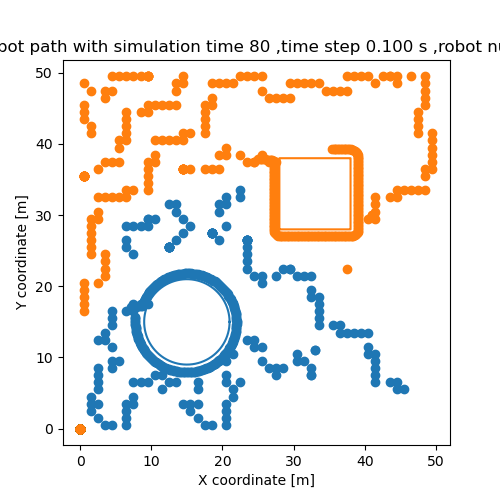 bot path with simulation time 80 ,time step 0.100 s ,robot nu
50
40
30
20
10
0
0 10 20 30 40 50
Y coordinate [m]
X coordinate [m]